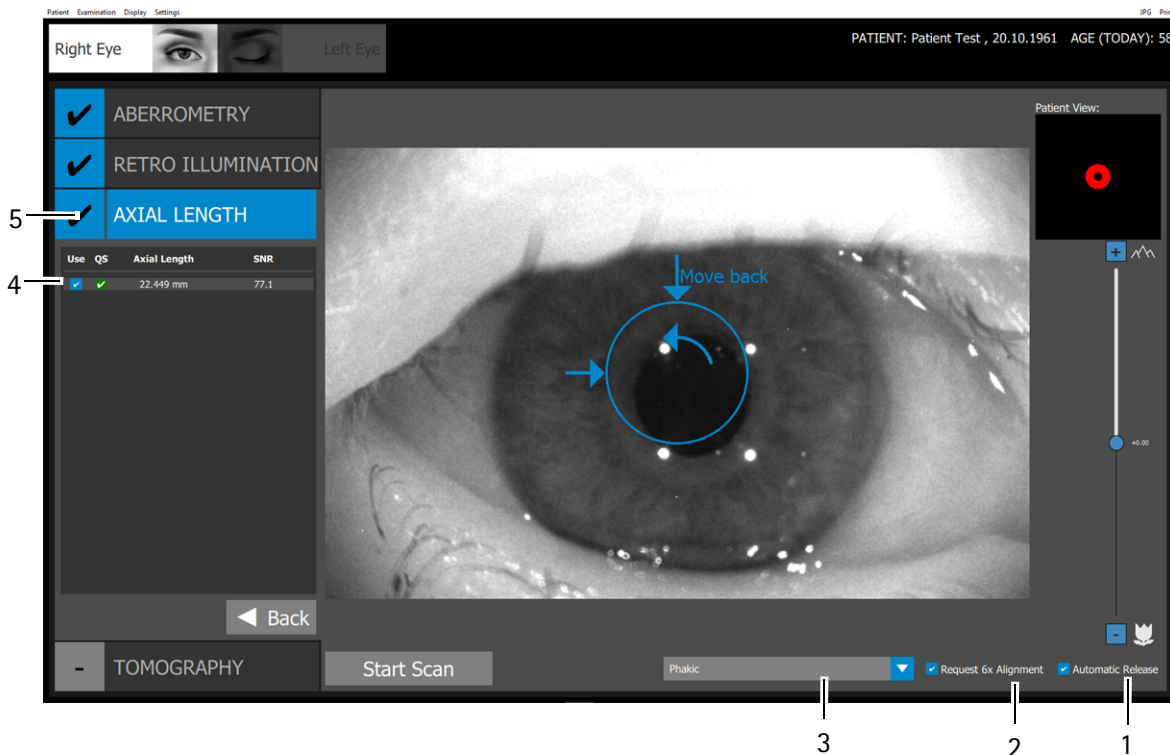 Patient Examination Display Settings JPG Prin
Right Eye Left Eye PATIENT: Patient Test , 20.10.1961 AGE (TODAY): 58
ABERROMETRY
Patient View:
RETRO ILLUMINATION
5 AXIAL LENGTH
+
Use QS Axial Length SNR
Move back
4 22.449 mm 77.1
+0.00
Back
-
- TOMOGRAPHY
Start Scan
Phakic
Request 6x Alignment
Automatic Release
3 2 1